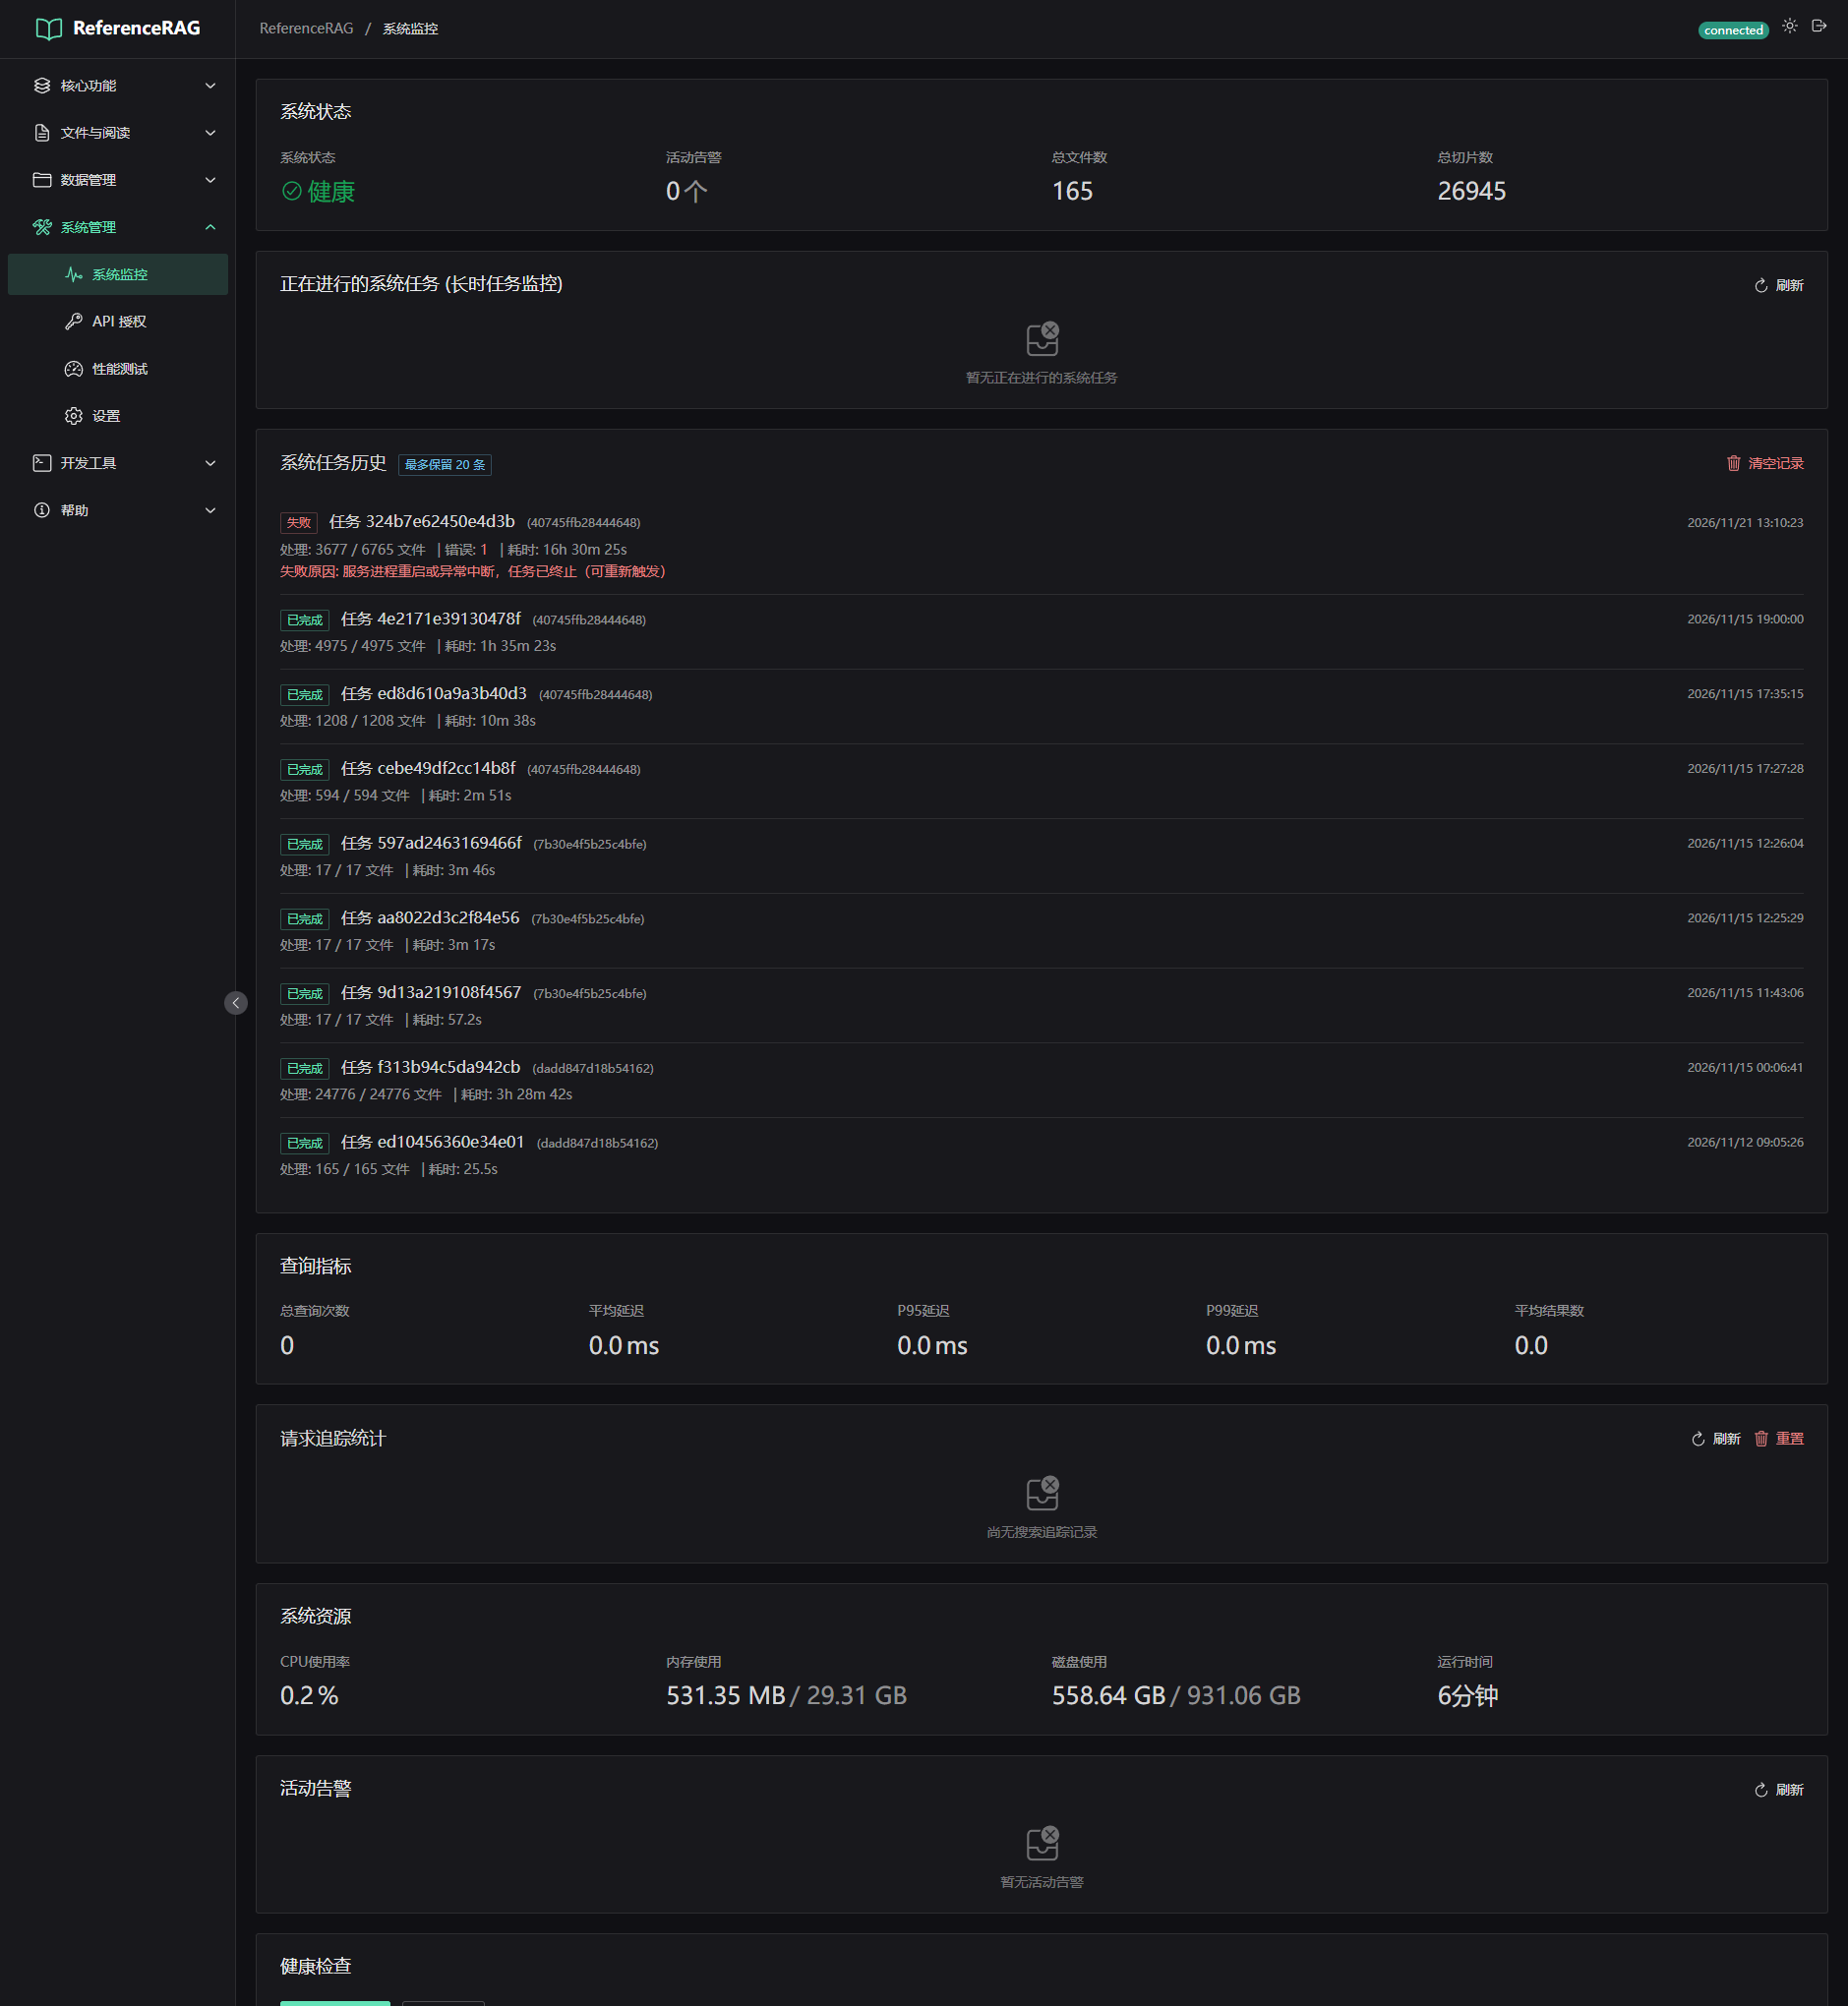 ReferenceRAG
ReferenceRAG / 系统监控
connected
核心功能
文件与阅读
数据管理
系统管理
系统监控
API 授权
性能测试
设置
开发工具
帮助
系统状态
系统状态 活动告警 总文件数 总切片数
健康 0个 165 26945
正在进行的系统任务 (长时任务监控) 刷新
暂无正在进行的系统任务
系统任务历史 最多保留 20 条 清空记录
失败 任务 324b7e62450e4d3b (40745ffb28444648) 2026/11/21 13:10:23
处理: 3677 / 6765 文件 | 错误: 1 | 耗时: 16h 30m 25s
失败原因: 服务进程重启或异常中断，任务已终止（可重新触发）
已完成 任务 4e2171e39130478f (40745ffb28444648) 2026/11/15 19:00:00
处理: 4975 / 4975 文件 | 耗时: 1h 35m 23s
已完成 任务 ed8d610a9a3b40d3 (40745ffb28444648) 2026/11/15 17:35:15
处理: 1208 / 1208 文件 | 耗时: 10m 38s
已完成 任务 cebe49df2cc14b8f (40745ffb28444648) 2026/11/15 17:27:28
处理: 594 / 594 文件 | 耗时: 2m 51s
已完成 任务 597ad2463169466f (7b30e4f5b25c4bfe) 2026/11/15 12:26:04
处理: 17 / 17 文件 | 耗时: 3m 46s
已完成 任务 aa8022d3c2f84e56 (7b30e4f5b25c4bfe) 2026/11/15 12:25:29
处理: 17 / 17 文件 | 耗时: 3m 17s
已完成 任务 9d13a219108f4567 (7b30e4f5b25c4bfe) 2026/11/15 11:43:06
处理: 17 / 17 文件 | 耗时: 57.2s
已完成 任务 f313b94c5da942cb (dadd847d18b54162) 2026/11/15 00:06:41
处理: 24776 / 24776 文件 | 耗时: 3h 28m 42s
已完成 任务 ed10456360e34e01 (dadd847d18b54162) 2026/11/12 09:05:26
处理: 165 / 165 文件 | 耗时: 25.5s
查询指标
总查询次数 平均延迟 P95延迟 P99延迟 平均结果数
0 0.0 ms 0.0 ms 0.0 ms 0.0
请求追踪统计 刷新 重置
尚无搜索追踪记录
系统资源
CPU使用率 内存使用 磁盘使用 运行时间
0.2 % 531.35 MB / 29.31 GB 558.64 GB / 931.06 GB 6分钟
活动告警 刷新
暂无活动告警
健康检查